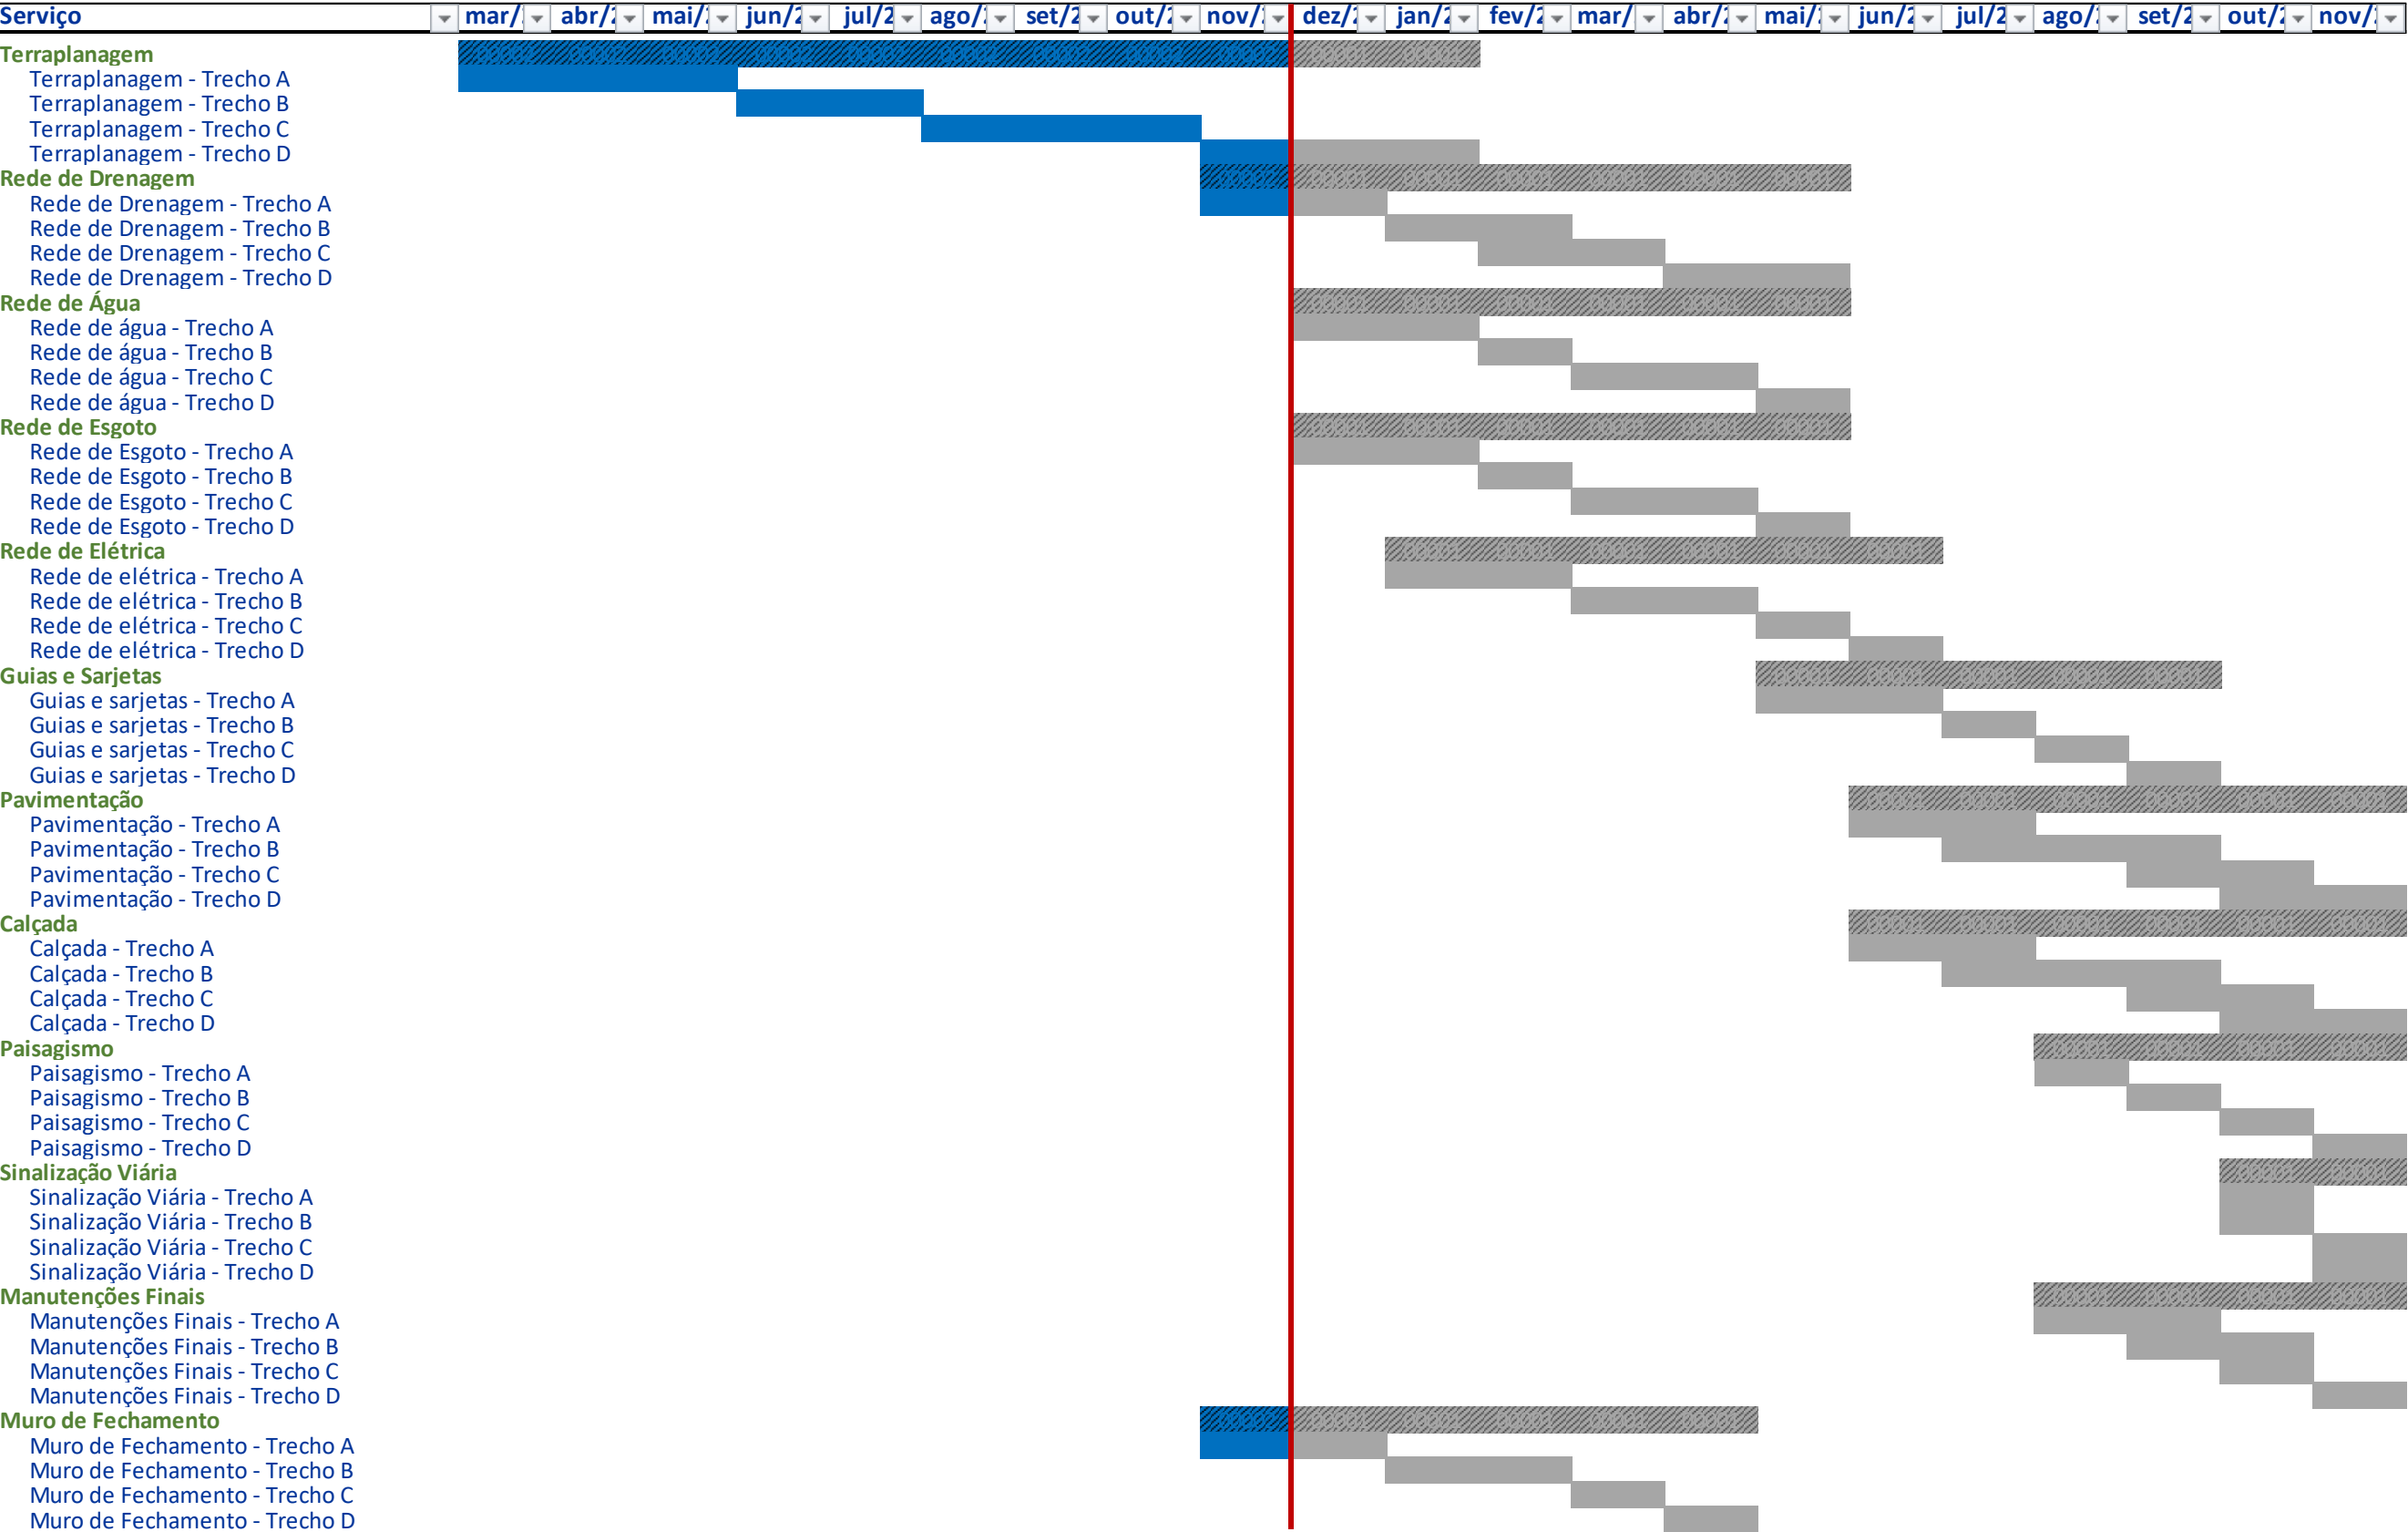 Serviço mar/ abr/2 mai/ jun/2 jul/2 ago/ set/2 out/2 nov/ dez/ jan/2 fev/2 mar/ abr/ mai/ jun/2 jul/2 ago/ set/2 out/2 nov/
Terraplanagem
Terraplanagem - Trecho A
Terraplanagem - Trecho B
Terraplanagem - Trecho C
Terraplanagem - Trecho D
Rede de Drenagem
Rede de Drenagem - Trecho A
Rede de Drenagem - Trecho B
Rede de Drenagem - Trecho C
Rede de Drenagem - Trecho D
Rede de Água
Rede de água - Trecho A
Rede de água - Trecho B
Rede de água - Trecho C
Rede de água - Trecho D
Rede de Esgoto
Rede de Esgoto - Trecho A
Rede de Esgoto - Trecho B
Rede de Esgoto - Trecho C
Rede de Esgoto - Trecho D
Rede de Elétrica
Rede de elétrica - Trecho A
Rede de elétrica - Trecho B
Rede de elétrica - Trecho C
Rede de elétrica - Trecho D
Guias e Sarjetas
Guias e sarjetas - Trecho A
Guias e sarjetas - Trecho B
Guias e sarjetas - Trecho C
Guias e sarjetas - Trecho D
Pavimentação
Pavimentação - Trecho A
Pavimentação - Trecho B
Pavimentação - Trecho C
Pavimentação - Trecho D
Calçada
Calçada - Trecho A
Calçada - Trecho B
Calçada - Trecho C
Calçada - Trecho D
Paisagismo
Paisagismo - Trecho A
Paisagismo - Trecho B
Paisagismo - Trecho C
Paisagismo - Trecho D
Sinalização Viária
Sinalização Viária - Trecho A
Sinalização Viária - Trecho B
Sinalização Viária - Trecho C
Sinalização Viária - Trecho D
Manutenções Finais
Manutenções Finais - Trecho A
Manutenções Finais - Trecho B
Manutenções Finais - Trecho C
Manutenções Finais - Trecho D
Muro de Fechamento
Muro de Fechamento - Trecho A
Muro de Fechamento - Trecho B
Muro de Fechamento - Trecho C
Muro de Fechamento - Trecho D